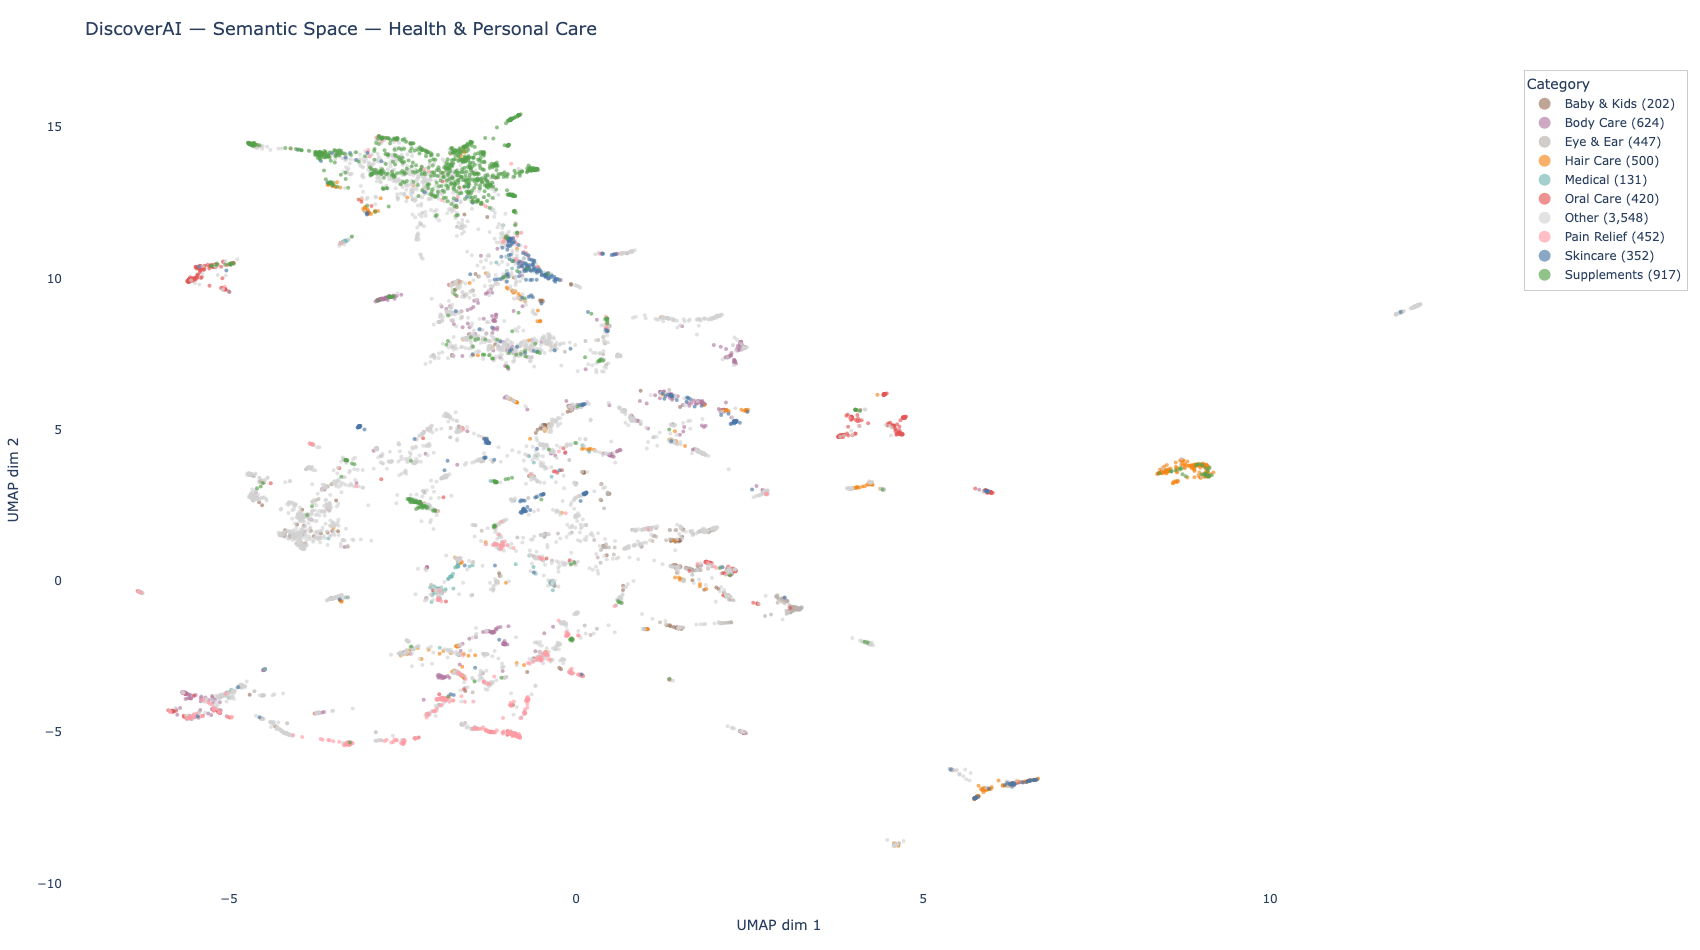 DiscoverAI — Semantic Space — Health & Personal Care
Category
Baby & Kids (202)
Body Care (624)
Eye & Ear (447)
Hair Care (500)
Medical (131)
Oral Care (420)
Other (3,548)
Pain Relief (452)
Skincare (352)
Supplements (917)
15
10
5
0
−5
−10
UMAP dim 2
−5
0
5
10
UMAP dim 1